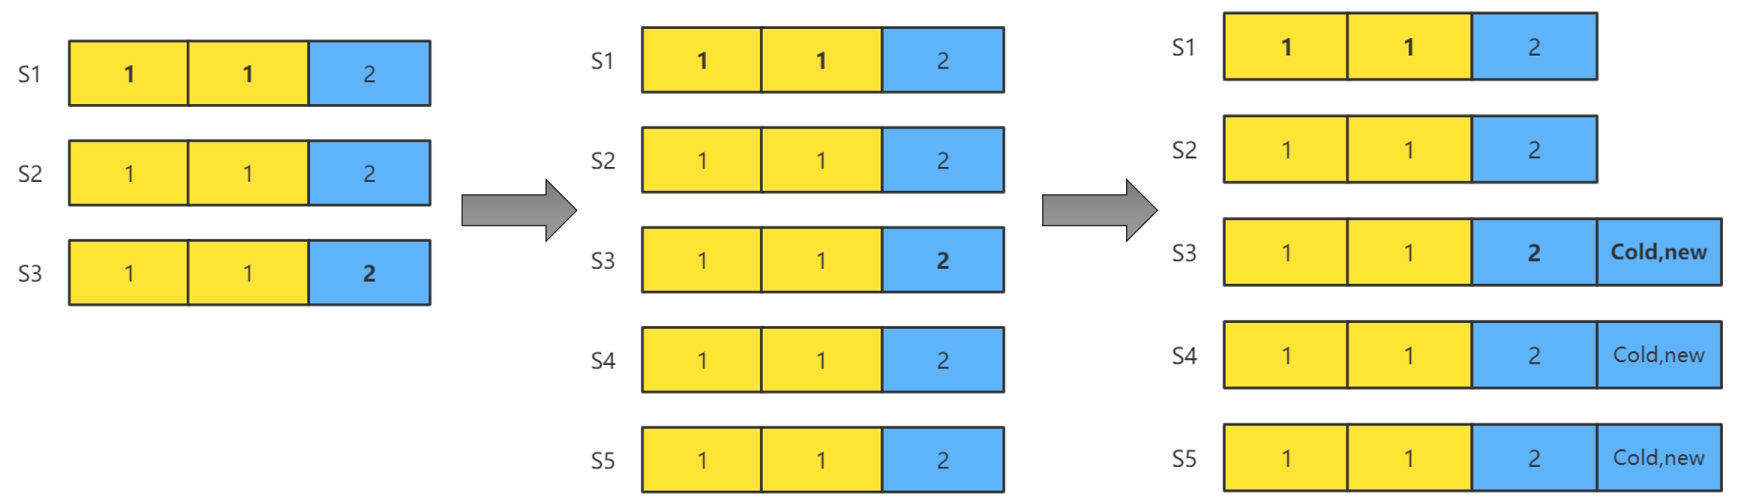 S1 1 1 2
S2 1 1 2
S3 1 1 2
S1 1 1 2
S2 1 1 2
S3 1 1 2
S4 1 1 2
S5 1 1 2
S1 1 1 2
S2 1 1 2
S3 1 1 2 Cold,new
S4 1 1 2 Cold,new
S5 1 1 2 Cold,new